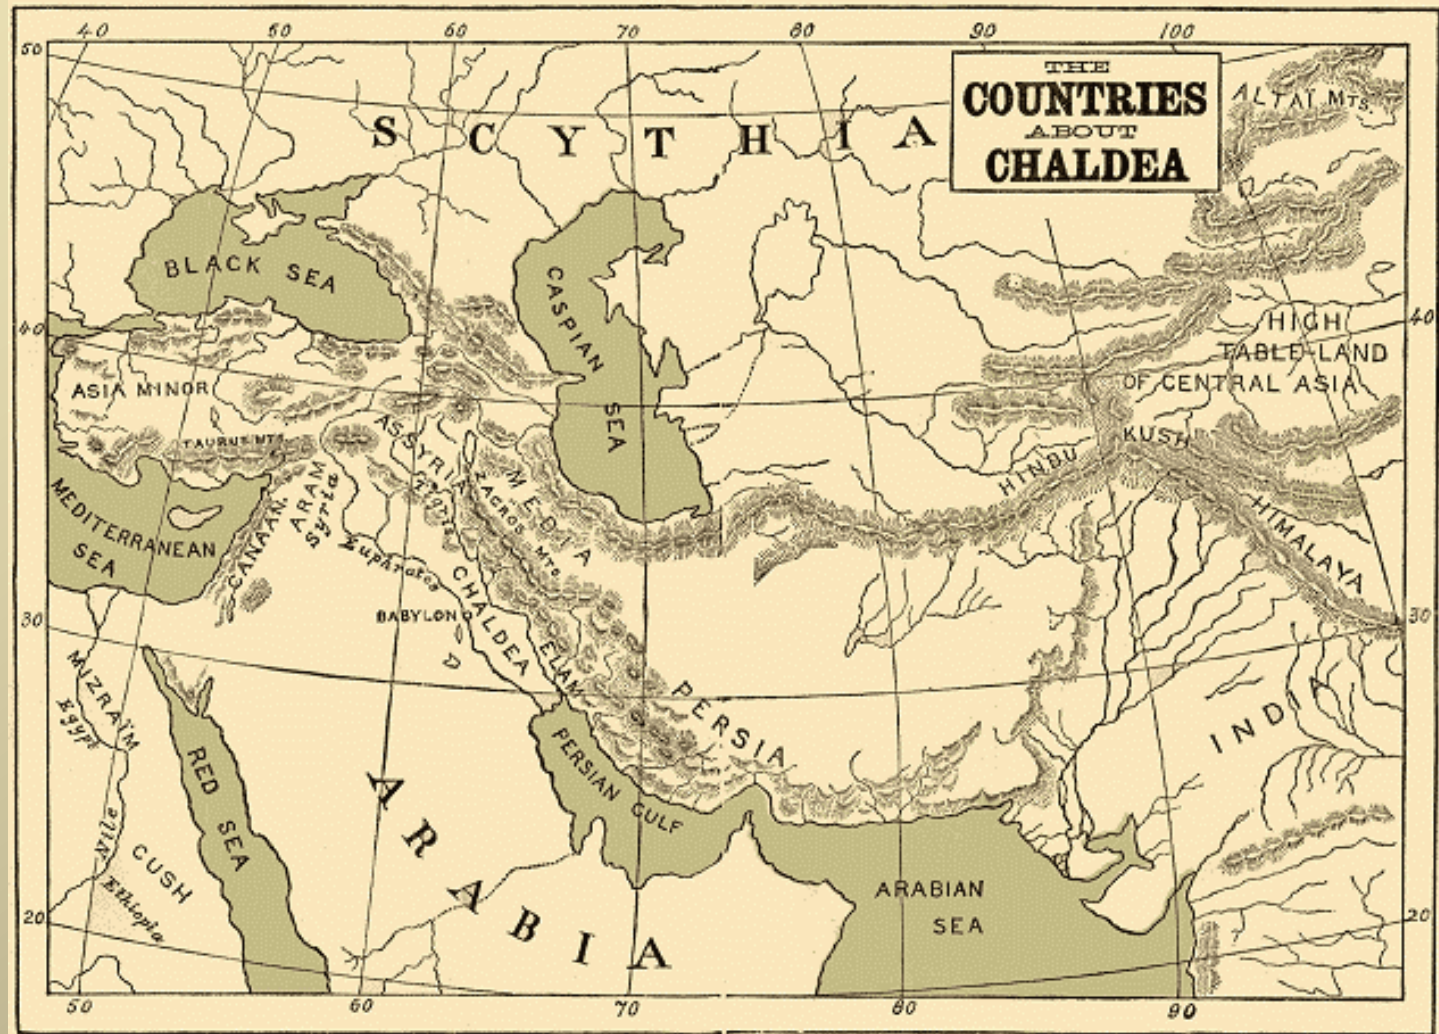 40 50 60 70 80 90 100
50
THE
COUNTRIES
ABOUT
CHALDEA
ALTAÏ MTS.
SCYTHIA
BLACK SEA
CASPIAN SEA
40
40
HIGH
TABLE-LAND
OF CENTRAL ASIA
ASIA MINOR
TAURUS MTS.
ASSYRIA
Tigris
MEDIA
ZAGROS MTS.
HINDU KUSH
HIMALAYA
MEDITERRANEAN
SEA
CANAAN.
ARAM
Syria
Euphrates
CHALDEA
BABYLON
ELAM
30
30
MIZRAÏM
Egypt
PERSIA
INDIA
RED SEA
PERSIAN GULF
ARABIA
Nile
CUSH
Ethiopia
ARABIAN
SEA
20
20
50 60 70 80 90